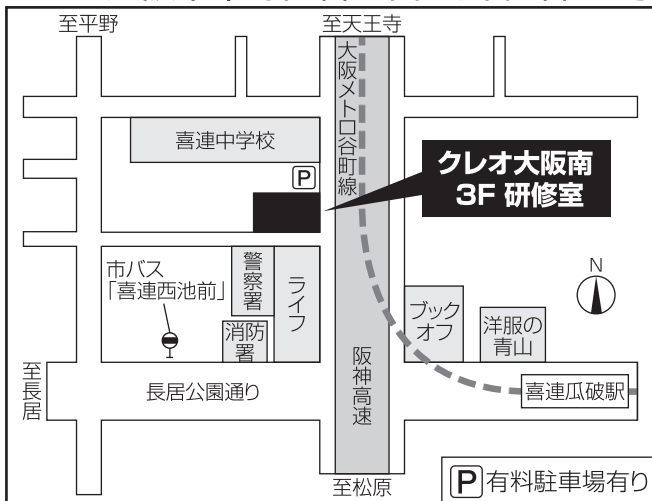 至平野
至天王寺
大阪メトロ谷町線
喜連中学校
P
クレオ大阪南
3F 研修室
N
市バス
「喜連西池前」
警察署
ライフ
消防署
ブックオフ
洋服の
青山
至長居
長居公園通り
阪神高速
喜連瓜破駅
至松原
P有料駐車場有り